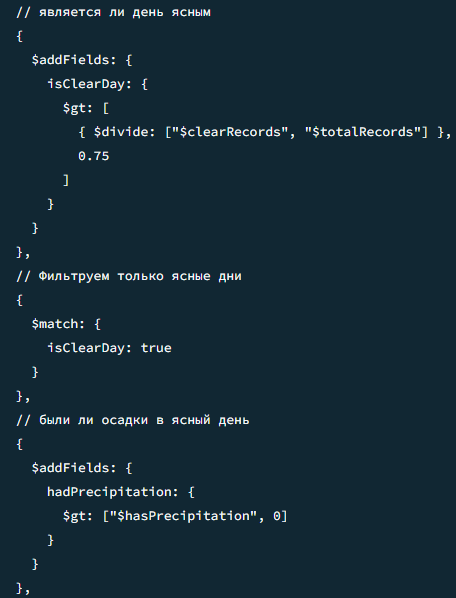 // является ли день ясным
{
  $addFields: {
    isClearDay: {
      $gt: [
        { $divide: ["$clearRecords", "$totalRecords"] },
        0.75
      ]
    }
  }
},
// Фильтруем только ясные дни
{
  $match: {
    isClearDay: true
  }
},
// были ли осадки в ясный день
{
  $addFields: {
    hadPrecipitation: {
      $gt: ["$hasPrecipitation", 0]
    }
  }
},